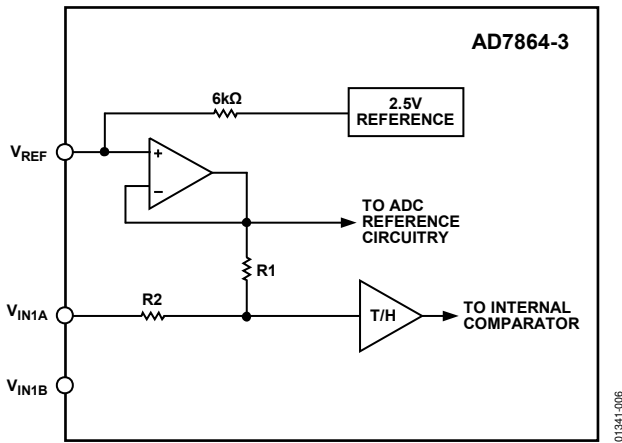 AD7864-3
6kΩ
2.5V
REFERENCE
VREF
+
−
TO ADC
REFERENCE
CIRCUITRY
R1
VIN1A
R2
T/H
TO INTERNAL
COMPARATOR
VIN1B
01341-006